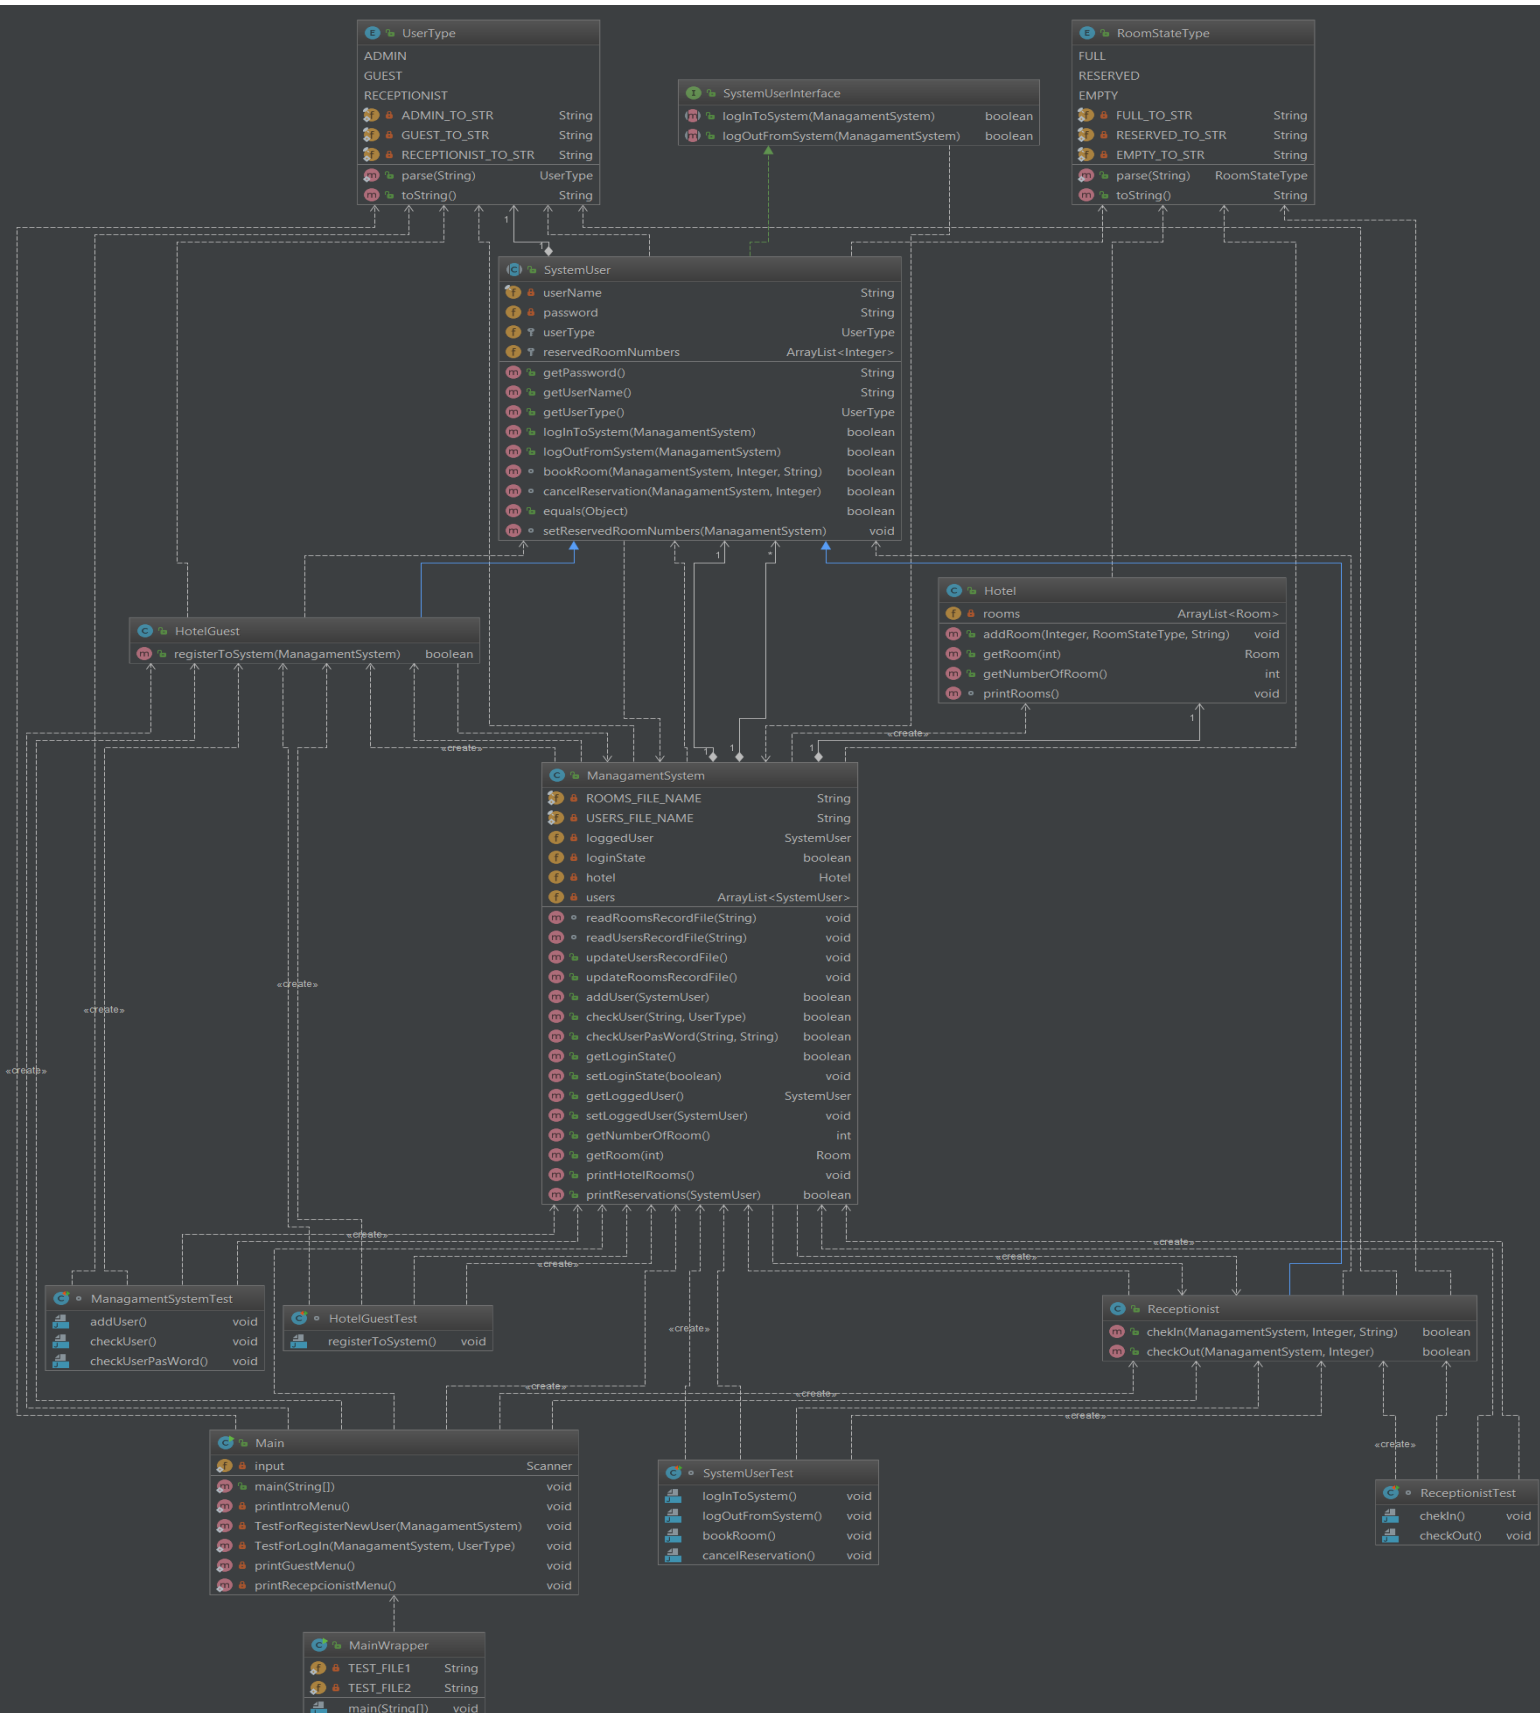 UserType
ADMIN
GUEST
RECEPTIONIST
ADMIN_TO_STR String
GUEST_TO_STR String
RECEPTIONIST_TO_STR String
parse(String) UserType
toString() String
RoomStateType
FULL
RESERVED
EMPTY
FULL_TO_STR String
RESERVED_TO_STR String
EMPTY_TO_STR String
parse(String) RoomStateType
toString() String
SystemUserInterface
logInToSystem(ManagamentSystem) boolean
logOutFromSystem(ManagamentSystem) boolean
1
1
SystemUser
userName String
password String
userType UserType
reservedRoomNumbers ArrayList<Integer>
getPassword() String
getUserName() String
getUserType() UserType
logInToSystem(ManagamentSystem) boolean
logOutFromSystem(ManagamentSystem) boolean
bookRoom(ManagamentSystem, Integer, String) boolean
cancelReservation(ManagamentSystem, Integer) boolean
equals(Object) boolean
setReservedRoomNumbers(ManagamentSystem) void
1
*
Hotel
rooms ArrayList<Room>
addRoom(Integer, RoomStateType, String) void
getRoom(int) Room
getNumberOfRoom() int
printRooms() void
HotelGuest
registerToSystem(ManagamentSystem) boolean
1
«create»
«create»
1
1
1
ManagamentSystem
ROOMS_FILE_NAME String
USERS_FILE_NAME String
loggedUser SystemUser
loginState boolean
hotel Hotel
users ArrayList<SystemUser>
readRoomsRecordFile(String) void
readUsersRecordFile(String) void
updateUsersRecordFile() void
updateRoomsRecordFile() void
addUser(SystemUser) boolean
checkUser(String, UserType) boolean
checkUserPasWord(String, String) boolean
getLoginState() boolean
setLoginState(boolean) void
getLoggedUser() SystemUser
setLoggedUser(SystemUser) void
getNumberOfRoom() int
getRoom(int) Room
printHotelRooms() void
printReservations(SystemUser) boolean
«create»
«create»
«create»
«create»
«create»
«create»
«create»
ManagamentSystemTest
addUser() void
checkUser() void
checkUserPasWord() void
HotelGuestTest
registerToSystem() void
«create»
Receptionist
chekIn(ManagamentSystem, Integer, String) boolean
checkOut(ManagamentSystem, Integer) boolean
«create»
«create»
«create»
«create»
Main
input Scanner
main(String[]) void
printIntroMenu() void
TestForRegisterNewUser(ManagamentSystem) void
TestForLogIn(ManagamentSystem, UserType) void
printGuestMenu() void
printRecepcionistMenu() void
SystemUserTest
logInToSystem() void
logOutFromSystem() void
bookRoom() void
cancelReservation() void
ReceptionistTest
chekIn() void
checkOut() void
MainWrapper
TEST_FILE1 String
TEST_FILE2 String
main(String[]) void